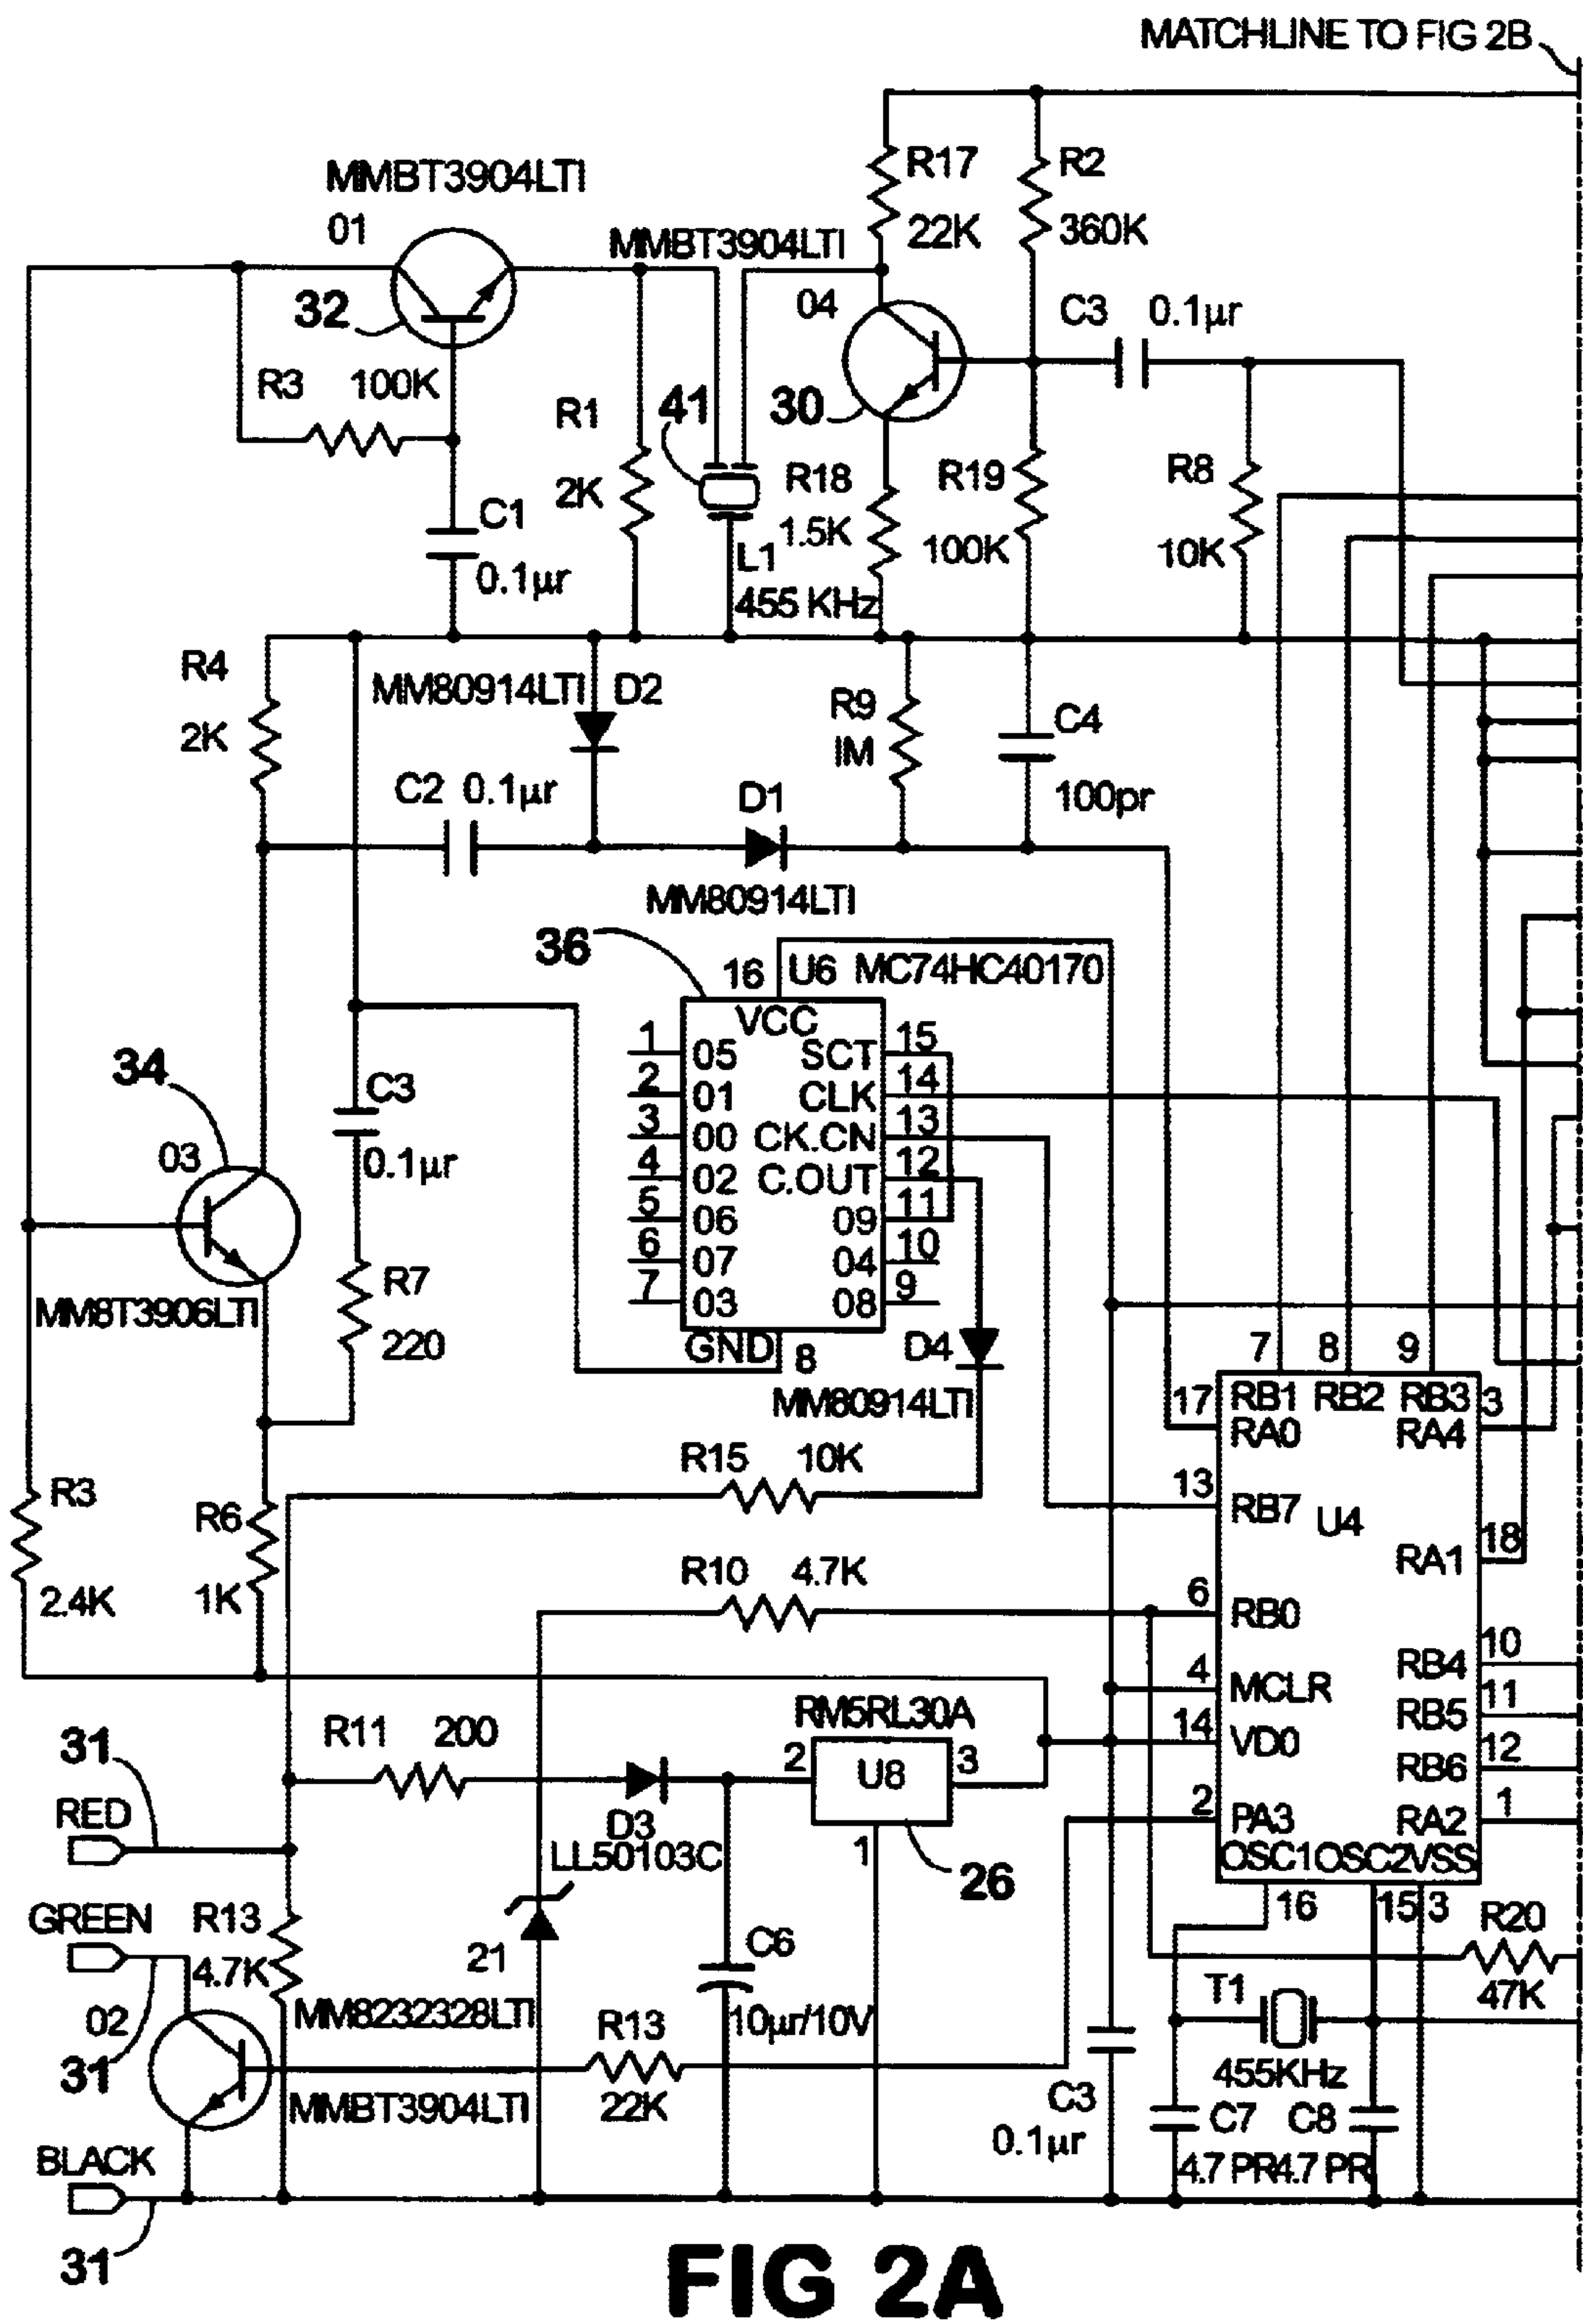 MATCHLINE TO FIG 2B
R17
22K
R2
360K
MMBT3904LTI
01
32
MMBT3904LTI
04
30
C3 0.1µr
R3 100K
R1
2K
41
R18
1.5K
R19
100K
R8
10K
C1
0.1µr
L1
455 KHz
R4
2K
MM80914LTI D2
R9
IM
C4
100pr
C2 0.1µr
D1
MM80914LTI
36
16 U6 MC74HC40170
VCC
1 05 SCT 15
2 01 CLK 14
3 00 CK.CN 13
4 02 C.OUT 12
5 06 09 11
6 07 04 10
7 03 08 9
GND 8
34
03
C3
0.1µr
MM8T3906LTI
R7
220
D4
MM80914LTI
7 8 9
RB1 RB2 RB3
17 RA0 RA4 3
R15 10K
13 RB7 U4
RA1 18
R3
2.4K
R6
1K
R10 4.7K
6 RB0
RB4 10
4 MCLR
RB5 11
14 VD0
RB6 12
2 PA3
RA2 1
OSC1 OSC2 VSS
16 15 3
R11 200
RM5RL30A
2 U8 3
1
26
31
RED
D3
LL50103C
GREEN
R13
4.7K
21
C6
10µr/10V
R20
47K
02
31
MM8232328LTI
R13
22K
MMBT3904LTI
T1
455KHz
C3
0.1µr
C7
4.7 PR
C8
4.7 PR
BLACK
31
FIG 2A